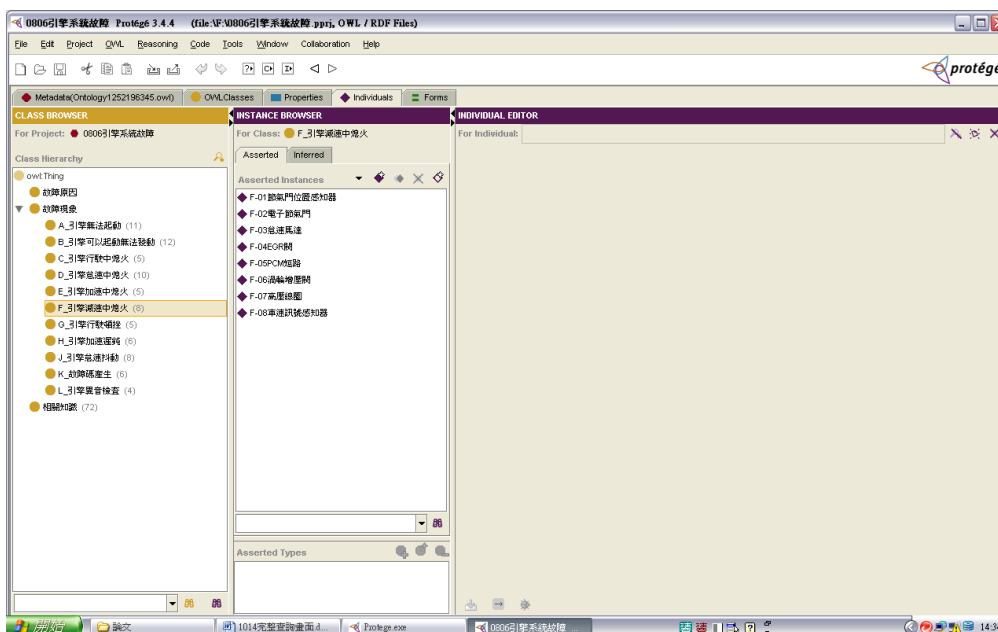 0806引擎系統故障 Protégé 3.4.4 (file:\F:\0806引擎系統故障.pprj, OWL / RDF Files)
File Edit Project OWL Reasoning Code Tools Window Collaboration Help
protégé
Metadata(Ontology1252196345.owl) OWLClasses Properties Individuals Forms
CLASS BROWSER
For Project: 0806引擎系統故障
Class Hierarchy
owl:Thing
故障原因
故障現象
A_引擎無法起動 (11)
B_引擎可以起動無法發動 (12)
C_引擎行駛中熄火 (5)
D_引擎怠速中熄火 (10)
E_引擎加速中熄火 (5)
F_引擎減速中熄火 (8)
G_引擎行駛頓挫 (5)
H_引擎加速遲鈍 (6)
J_引擎怠速抖動 (8)
K_故障碼產生 (6)
L_引擎異音檢查 (4)
相關知識 (72)
INSTANCE BROWSER
For Class: F_引擎減速中熄火
Asserted Inferred
Asserted Instances
F-01節氣門位置感知器
F-02電子節氣門
F-03怠速馬達
F-04EGR閥
F-05PCM短路
F-06渦輪增壓閥
F-07高壓線圈
F-08車速訊號感知器
Asserted Types
INDIVIDUAL EDITOR
For Individual:
開始 論文 1014完整查詢畫面.d... Protege.exe 0806引擎系統故障 ... 14:3